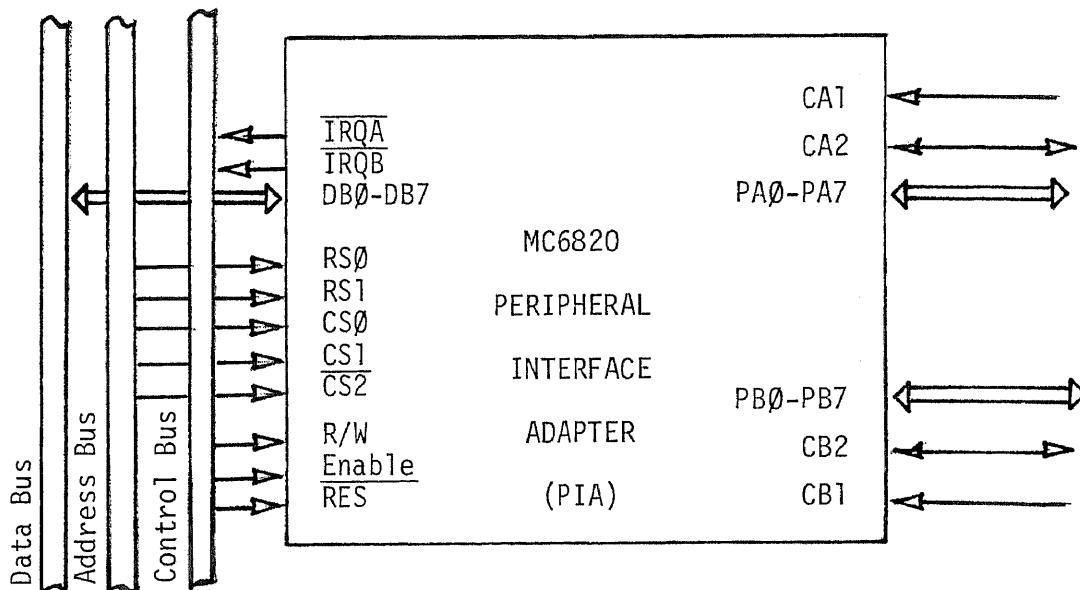 Data Bus
Address Bus
Control Bus
IRQA
IRQB
DBØ-DB7
RSØ
RS1
CSØ
CS1
CS2
R/W
Enable
RES
MC6820
PERIPHERAL
INTERFACE
ADAPTER
(PIA)
CA1
CA2
PAØ-PA7
PBØ-PB7
CB2
CB1